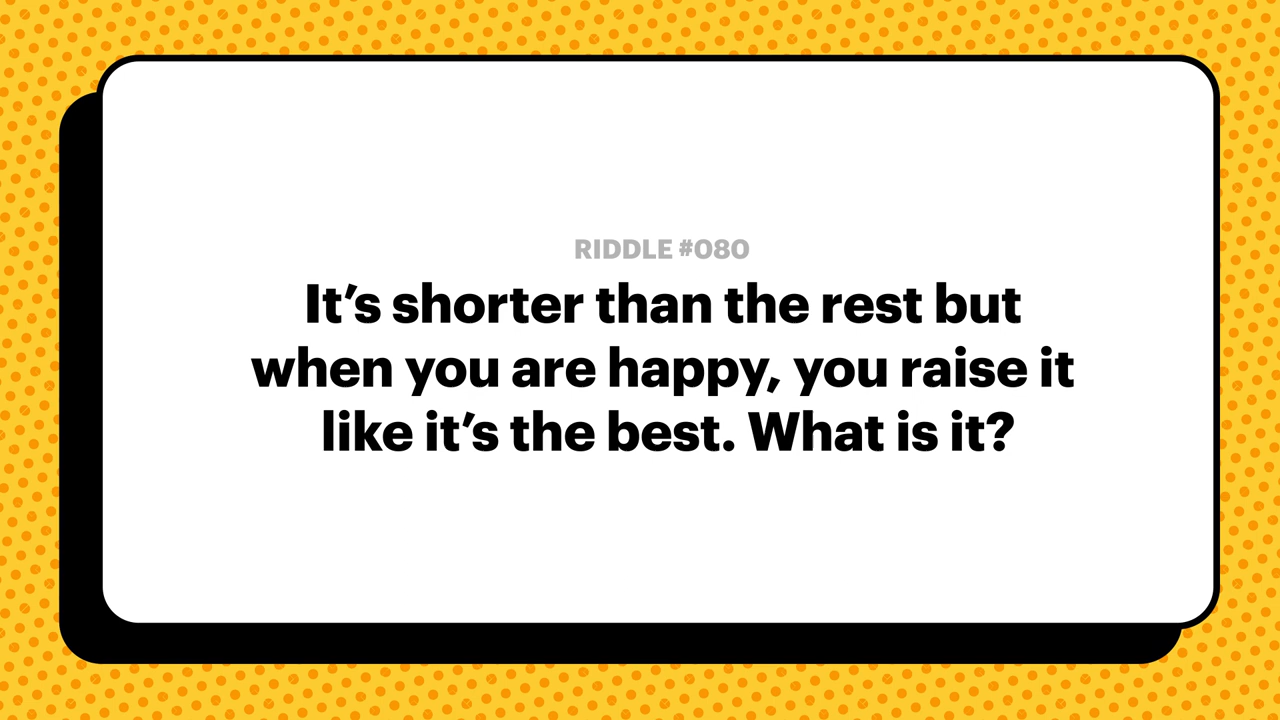 RIDDLE #080
It’s shorter than the rest but
when you are happy, you raise it
like it’s the best. What is it?